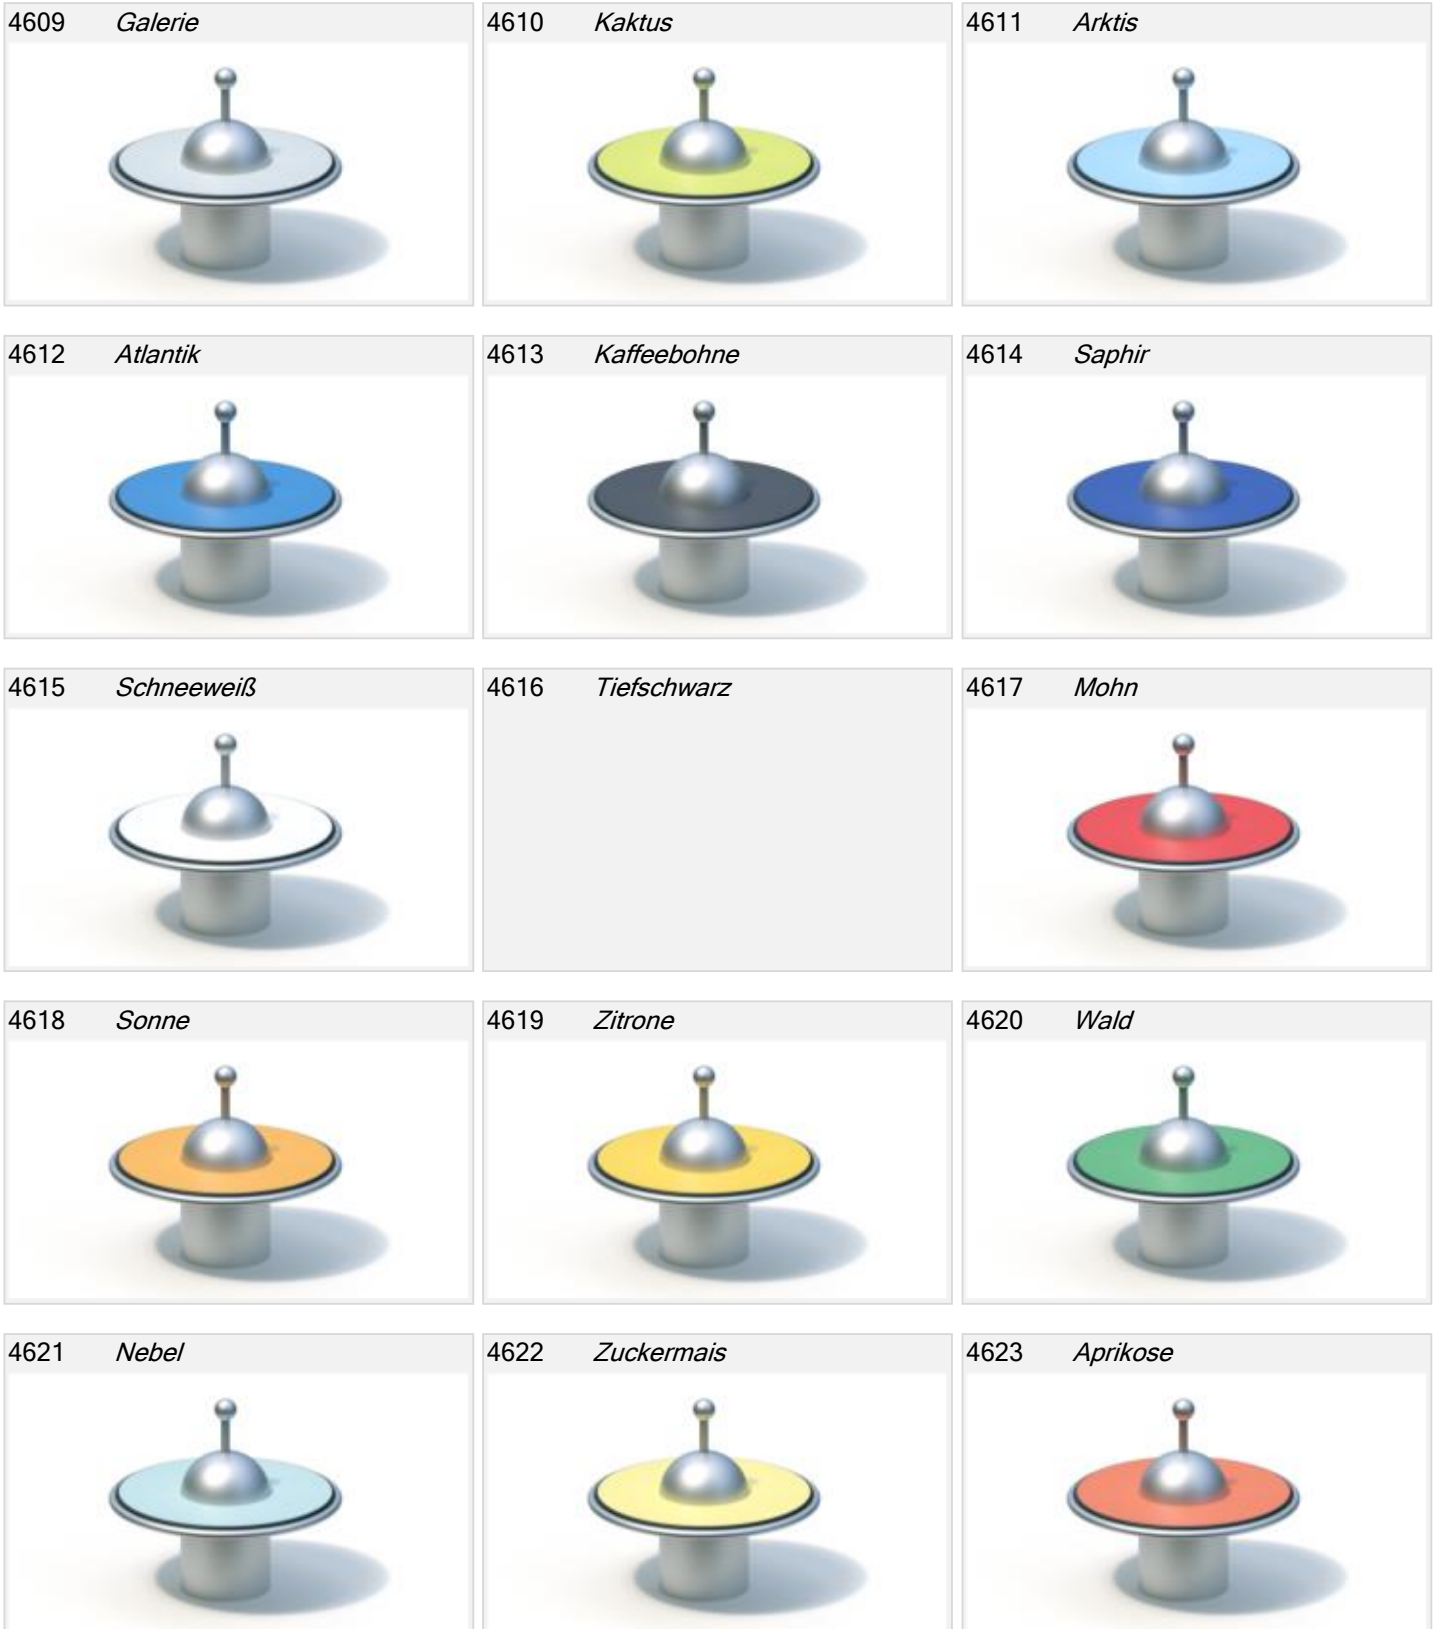 4609 Galerie 4610 Kaktus 4611 Arktis
4612 Atlantik 4613 Kaffeebohne 4614 Saphir
4615 Schneeweiß 4616 Tiefschwarz 4617 Mohn
4618 Sonne 4619 Zitrone 4620 Wald
4621 Nebel 4622 Zuckermais 4623 Aprikose